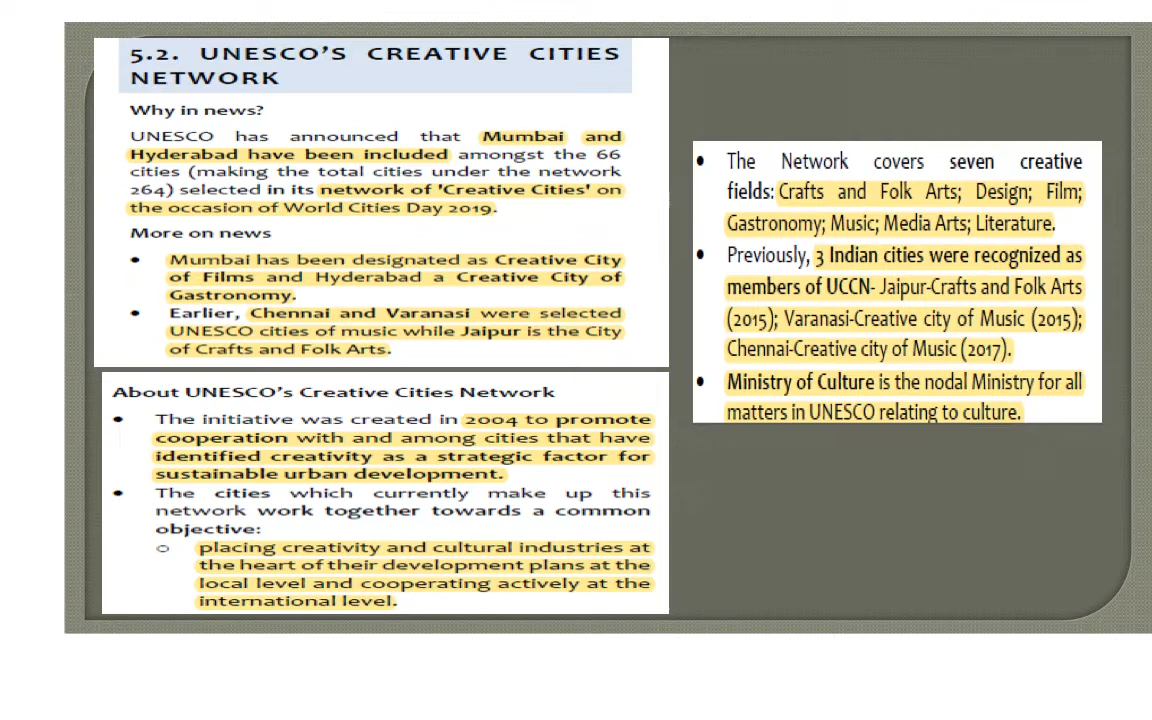 5.2. UNESCO'S CREATIVE CITIES
NETWORK
Why in news?
UNESCO has announced that Mumbai and
Hyderabad have been included amongst the 66
cities (making the total cities under the network
264) selected in its network of 'Creative Cities' on
the occasion of World Cities Day 2019.
More on news
• Mumbai has been designated as Creative City
of Films and Hyderabad a Creative City of
Gastronomy.
• Earlier, Chennai and Varanasi were selected
UNESCO cities of music while Jaipur is the City
of Crafts and Folk Arts.
About UNESCO's Creative Cities Network
• The initiative was created in 2004 to promote
cooperation with and among cities that have
identified creativity as a strategic factor for
sustainable urban development.
• The cities which currently make up this
network work together towards a common
objective:
○ placing creativity and cultural industries at
the heart of their development plans at the
local level and cooperating actively at the
international level.
• The Network covers seven creative
fields: Crafts and Folk Arts; Design; Film;
Gastronomy; Music; Media Arts; Literature.
• Previously, 3 Indian cities were recognized as
members of UCCN- Jaipur-Crafts and Folk Arts
(2015); Varanasi-Creative city of Music (2015);
Chennai-Creative city of Music (2017).
• Ministry of Culture is the nodal Ministry for all
matters in UNESCO relating to culture.